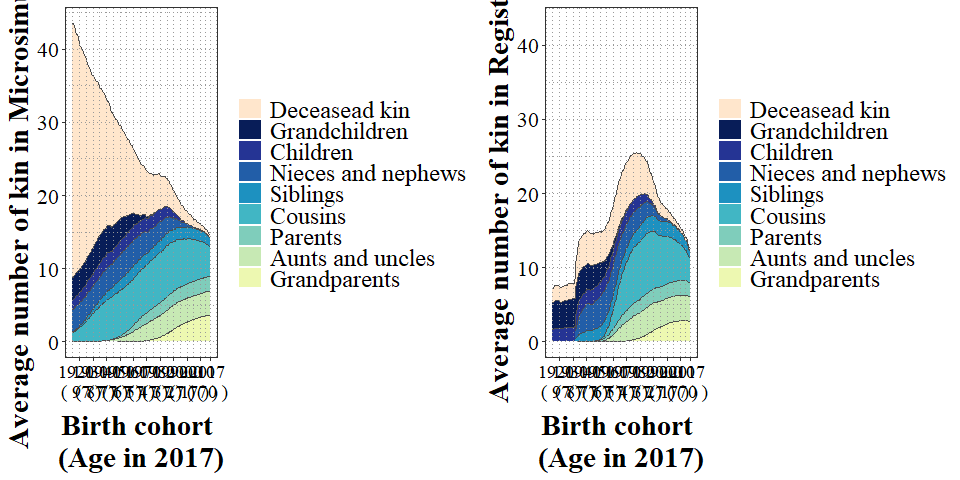 Average number of kin in Microsimu
40
30
20
10
0
Birth cohort
(Age in 2017)
Deceasead kin
Grandchildren
Children
Nieces and nephews
Siblings
Cousins
Parents
Aunts and uncles
Grandparents
Average number of kin in Regist
40
30
20
10
0
Birth cohort
(Age in 2017)
Deceasead kin
Grandchildren
Children
Nieces and nephews
Siblings
Cousins
Parents
Aunts and uncles
Grandparents